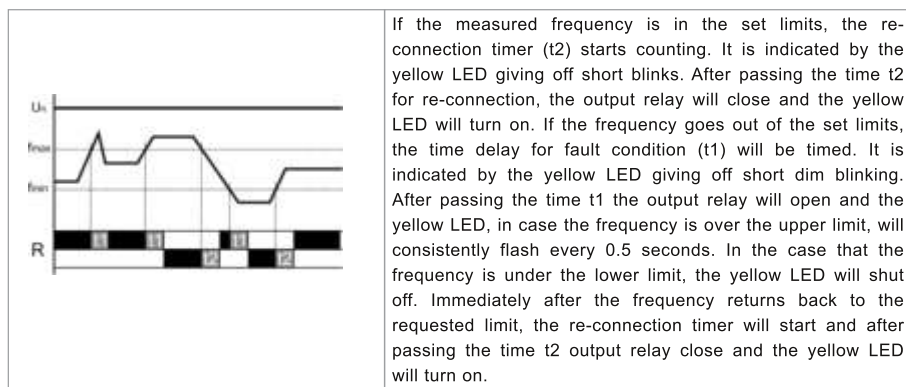 Un
fmax
fmin
R
t1
t1
t1
t2
t2
If the measured frequency is in the set limits, the re-
connection timer (t2) starts counting. It is indicated by the
yellow LED giving off short blinks. After passing the time t2
for re-connection, the output relay will close and the yellow
LED will turn on. If the frequency goes out of the set limits,
the time delay for fault condition (t1) will be timed. It is
indicated by the yellow LED giving off short dim blinking.
After passing the time t1 the output relay will open and the
yellow LED, in case the frequency is over the upper limit, will
consistently flash every 0.5 seconds. In the case that the
frequency is under the lower limit, the yellow LED will shut
off. Immediately after the frequency returns back to the
requested limit, the re-connection timer will start and after
passing the time t2 output relay close and the yellow LED
will turn on.